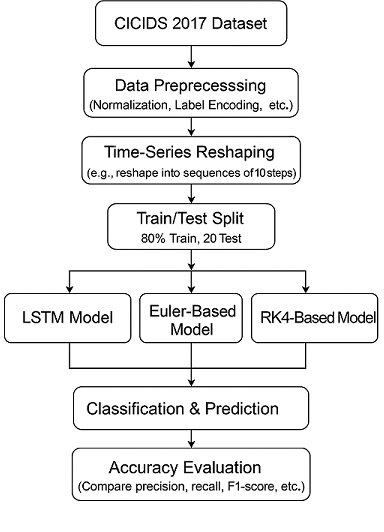 CICIDS 2017 Dataset
Data Preprecesssing
(Normalization, Label Encoding, etc.)
Time-Series Reshaping
(e.g., reshape into sequences of 10 steps)
Train/Test Split
80% Train, 20 Test
LSTM Model
Euler-Based
Model
RK4-Based Model
Classification & Prediction
Accuracy Evaluation
(Compare precision, recall, F1-score, etc.)